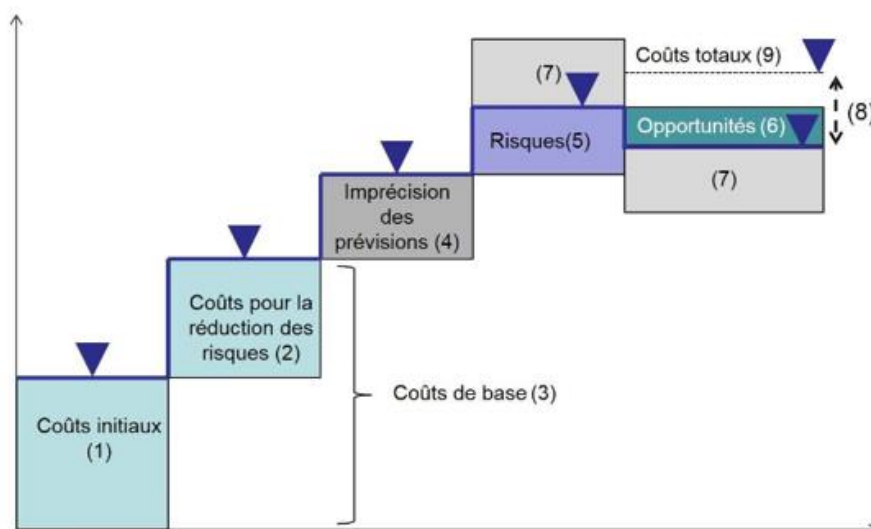 (7)
Coûts totaux (9)
(8)
Risques(5)
Opportunités (6)
(7)
Imprécision
des
prévisions (4)
Coûts pour la
réduction des
risques (2)
Coûts de base (3)
Coûts initiaux
(1)